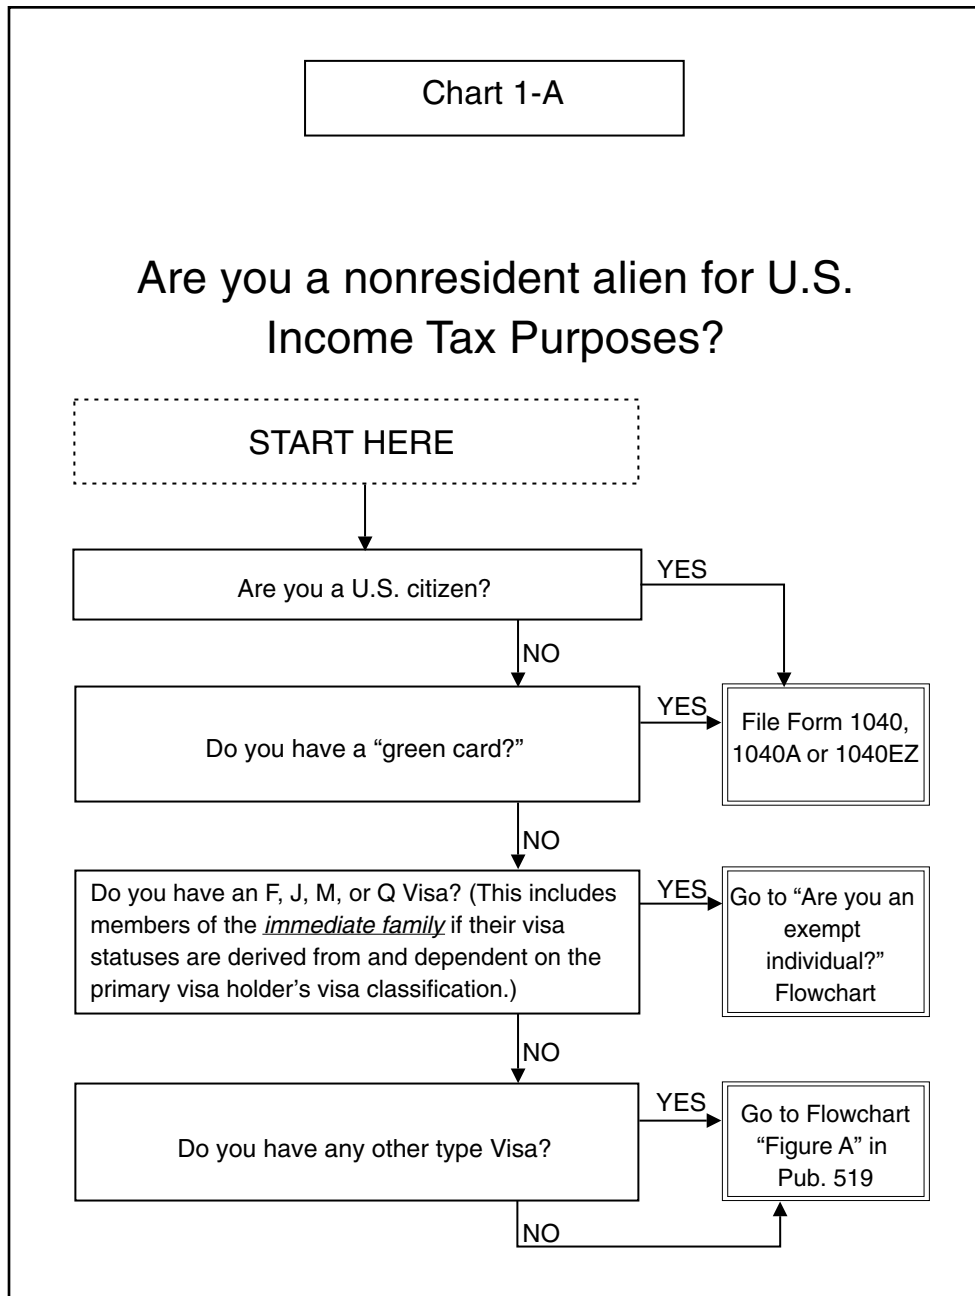 Chart 1-A
Are you a nonresident alien for U.S.
Income Tax Purposes?
START HERE
Are you a U.S. citizen?
YES
NO
Do you have a “green card?”
YES
File Form 1040,
1040A or 1040EZ
NO
Do you have an F, J, M, or Q Visa? (This includes
members of the immediate family if their visa
statuses are derived from and dependent on the
primary visa holder’s visa classification.)
YES
Go to “Are you an
exempt
individual?”
Flowchart
NO
Do you have any other type Visa?
YES
Go to Flowchart
“Figure A” in
Pub. 519
NO